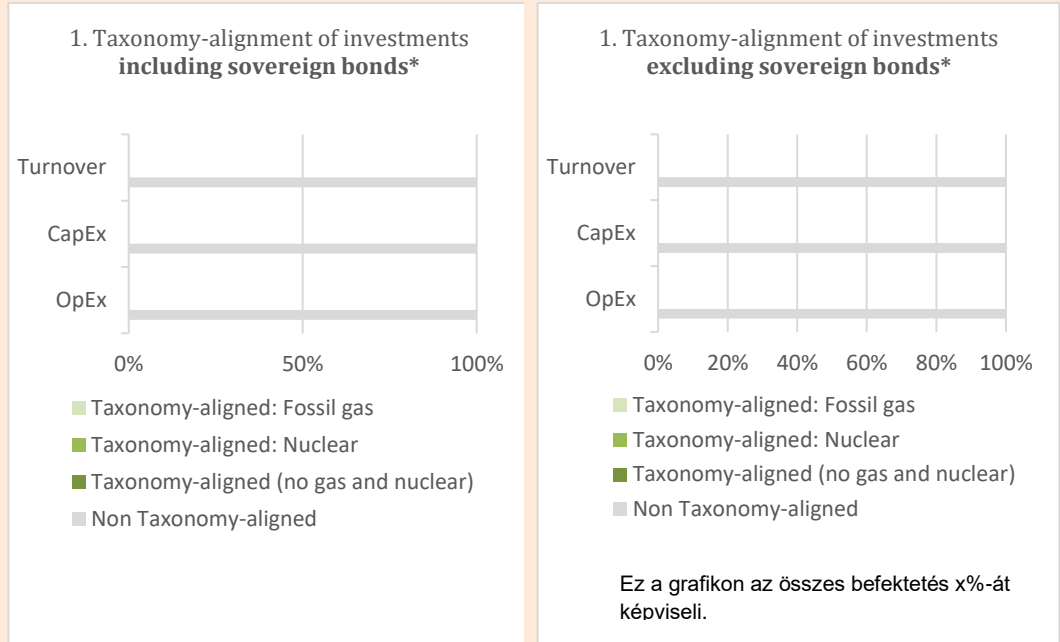 1. Taxonomy-alignment of investments
including sovereign bonds*
Turnover
CapEx
OpEx
0% 50% 100%
Taxonomy-aligned: Fossil gas
Taxonomy-aligned: Nuclear
Taxonomy-aligned (no gas and nuclear)
Non Taxonomy-aligned
1. Taxonomy-alignment of investments
excluding sovereign bonds*
Turnover
CapEx
OpEx
0% 20% 40% 60% 80% 100%
Taxonomy-aligned: Fossil gas
Taxonomy-aligned: Nuclear
Taxonomy-aligned (no gas and nuclear)
Non Taxonomy-aligned
Ez a grafikon az összes befektetés x%-át
képviseli.